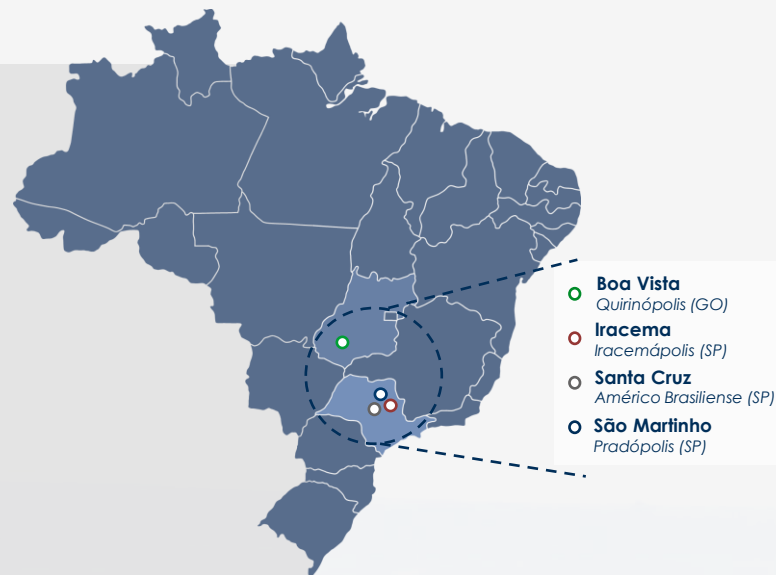 Boa Vista
Quirinópolis (GO)
Iracema
Iracemápolis (SP)
Santa Cruz
Américo Brasiliense (SP)
São Martinho
Pradópolis (SP)